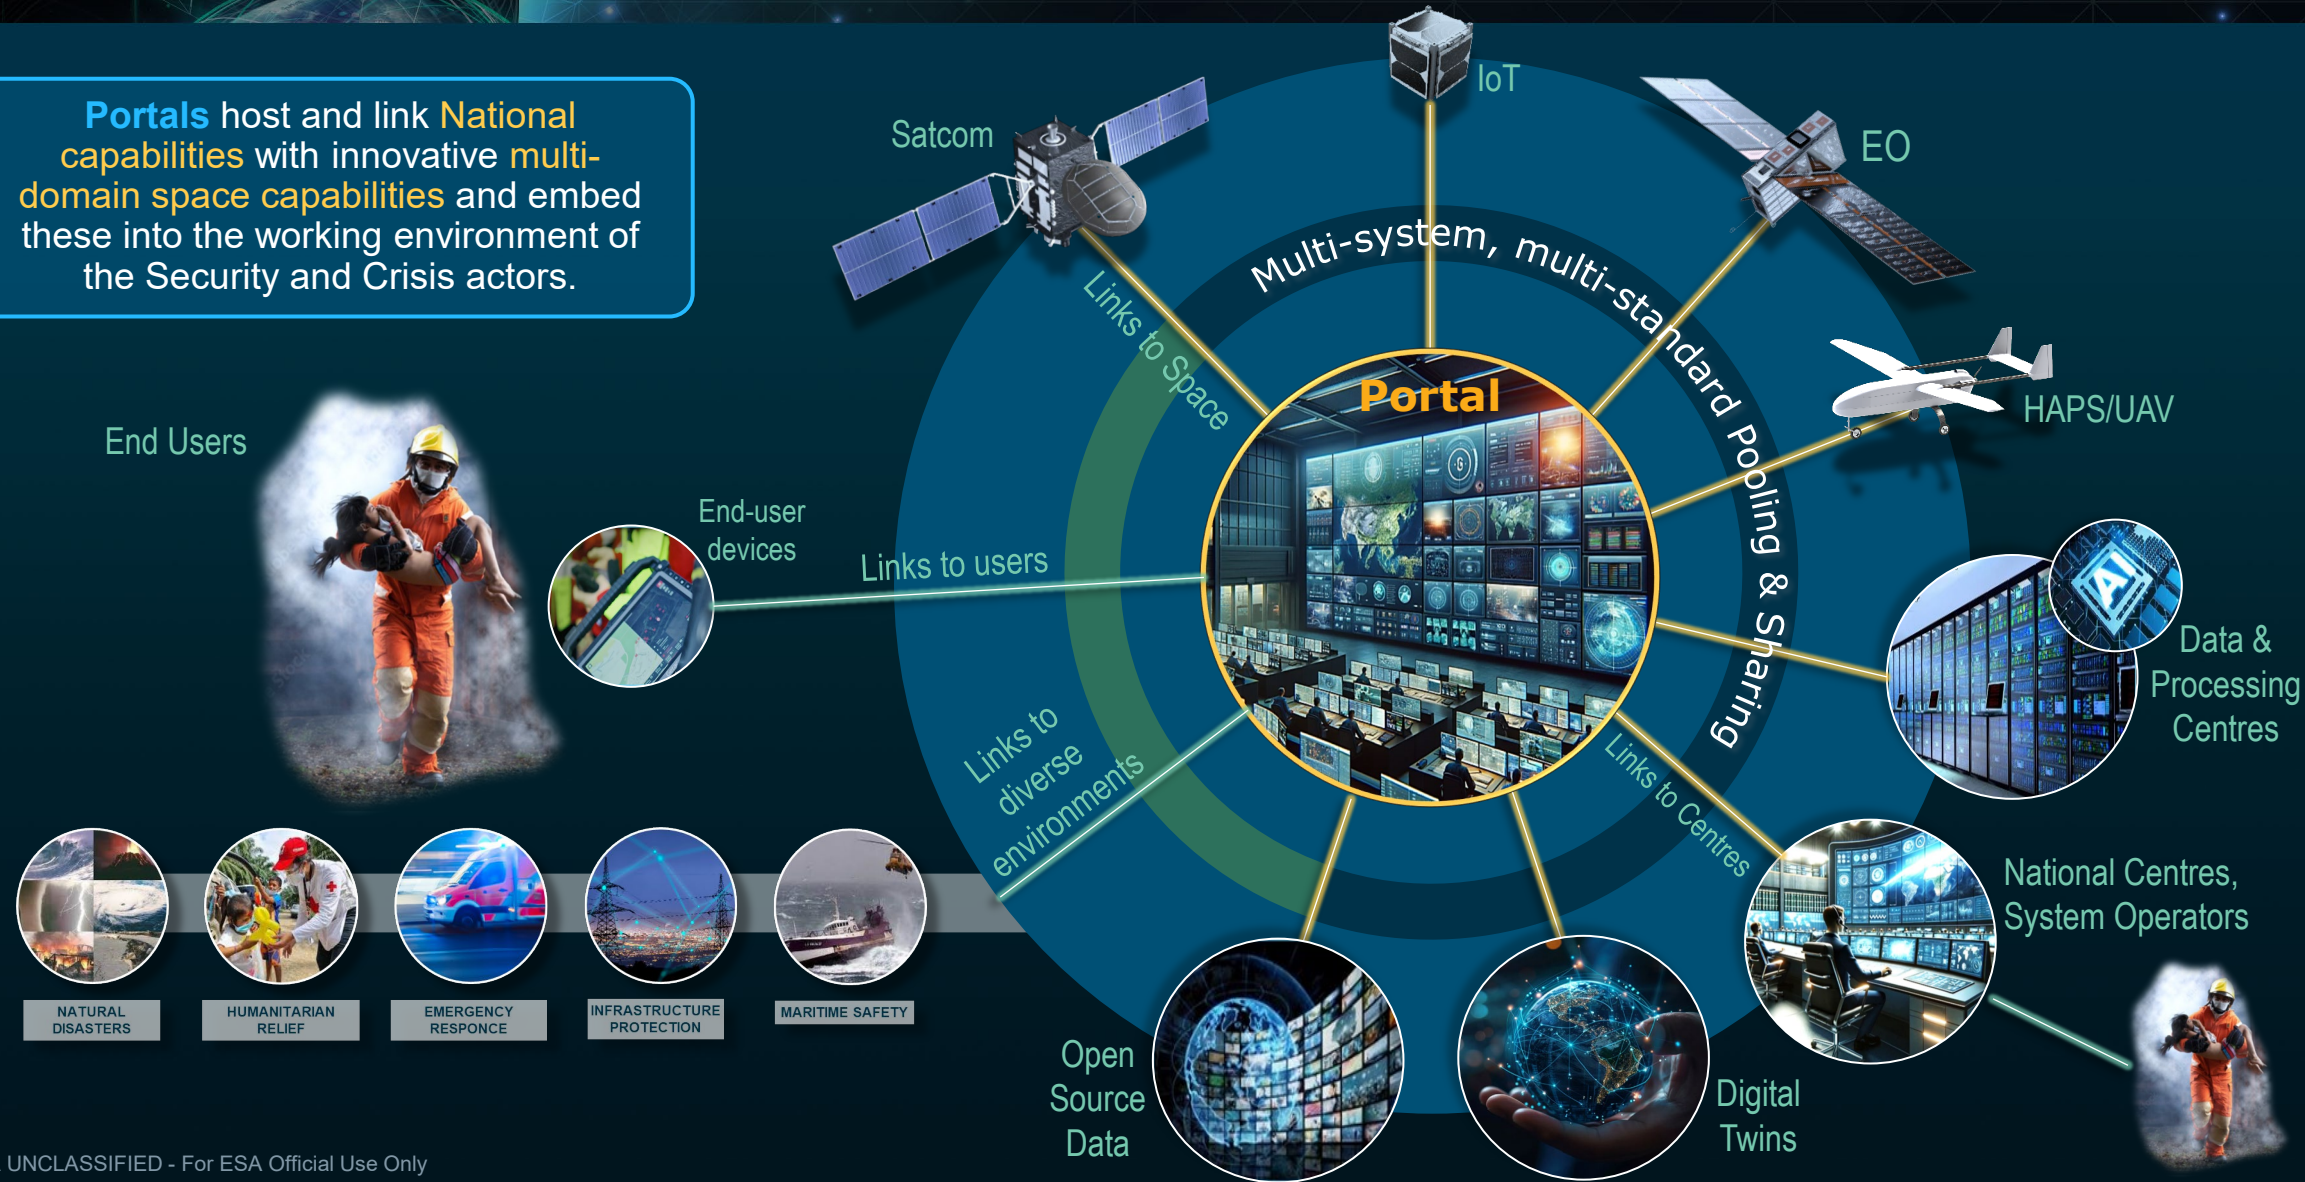 Portals host and link National
capabilities with innovative multi-
domain space capabilities and embed
these into the working environment of
the Security and Crisis actors.
Satcom
IoT
EO
HAPS/UAV
Multi-system, multi-standard Pooling & Sharing
Links to Space
Portal
End Users
End-user
devices
Links to users
AI
Data &
Processing
Centres
Links to
diverse
environments
Links to Centres
National Centres,
System Operators
NATURAL
DISASTERS
HUMANITARIAN
RELIEF
EMERGENCY
RESPONCE
INFRASTRUCTURE
PROTECTION
MARITIME SAFETY
Open
Source
Data
Digital
Twins
UNCLASSIFIED - For ESA Official Use Only